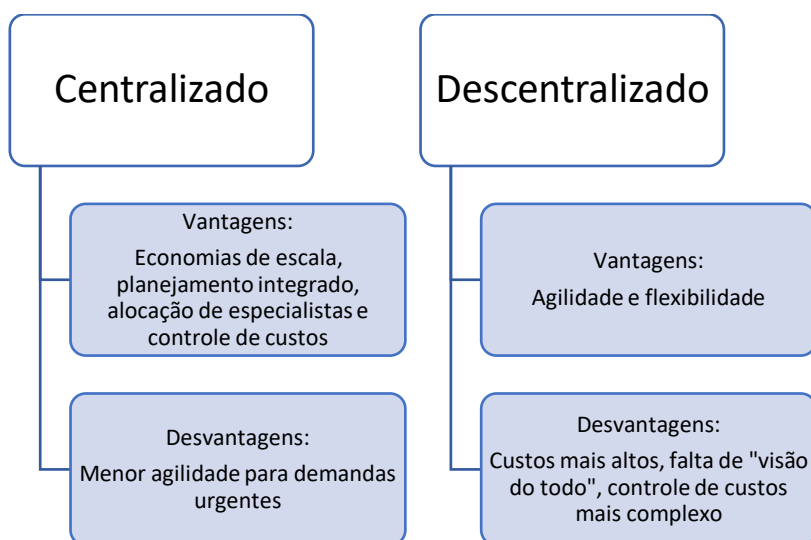 Centralizado
Vantagens:
Economias de escala,
planejamento integrado,
alocação de especialistas e
controle de custos
Desvantagens:
Menor agilidade para demandas
urgentes
Descentralizado
Vantagens:
Agilidade e flexibilidade
Desvantagens:
Custos mais altos, falta de "visão
do todo", controle de custos
mais complexo